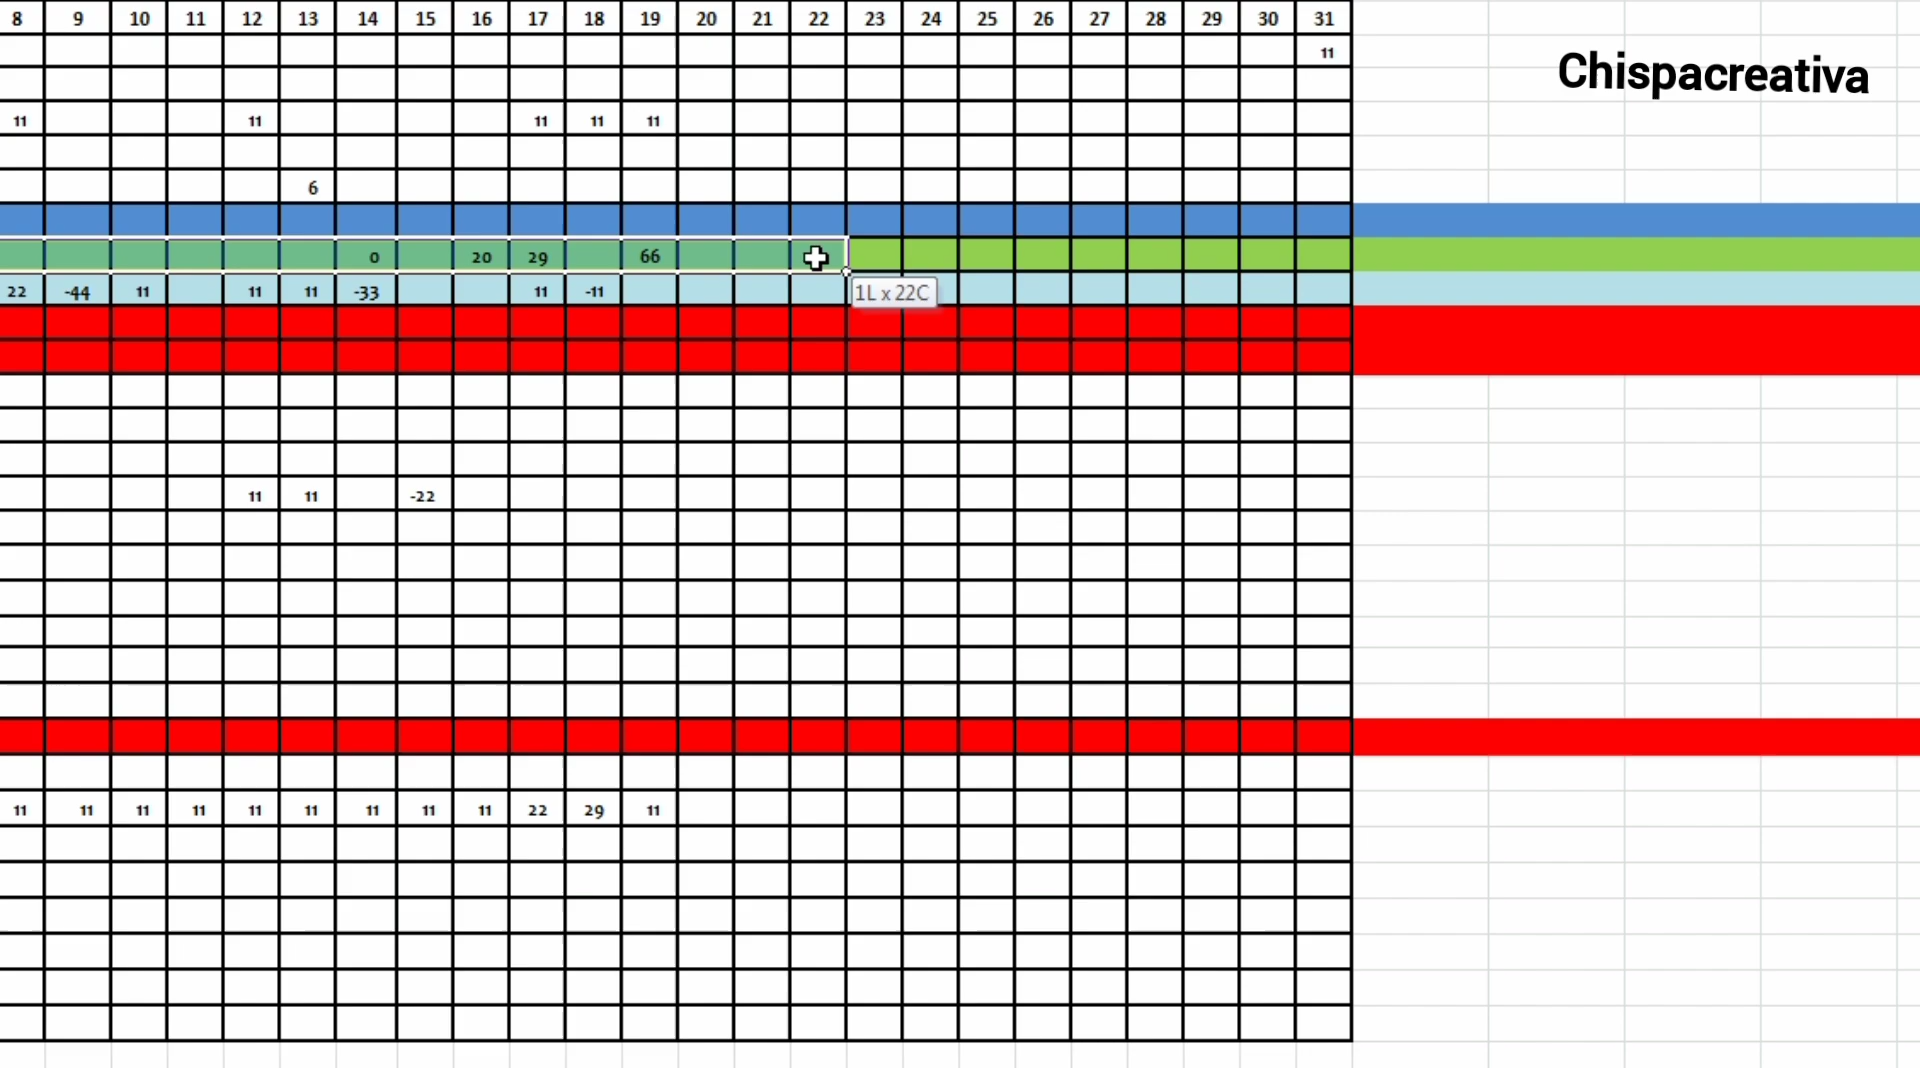 8 9 10 11 12 13 14 15 16 17 18 19 20 21 22 23 24 25 26 27 28 29 30 31
11
Chispacreativa
11 11 11 11 11
6
0 20 29 66
22 -44 11 11 11 -33 11 -11
1L x 22C
11 11 -22
11 11 11 11 11 11 11 11 11 22 29 11